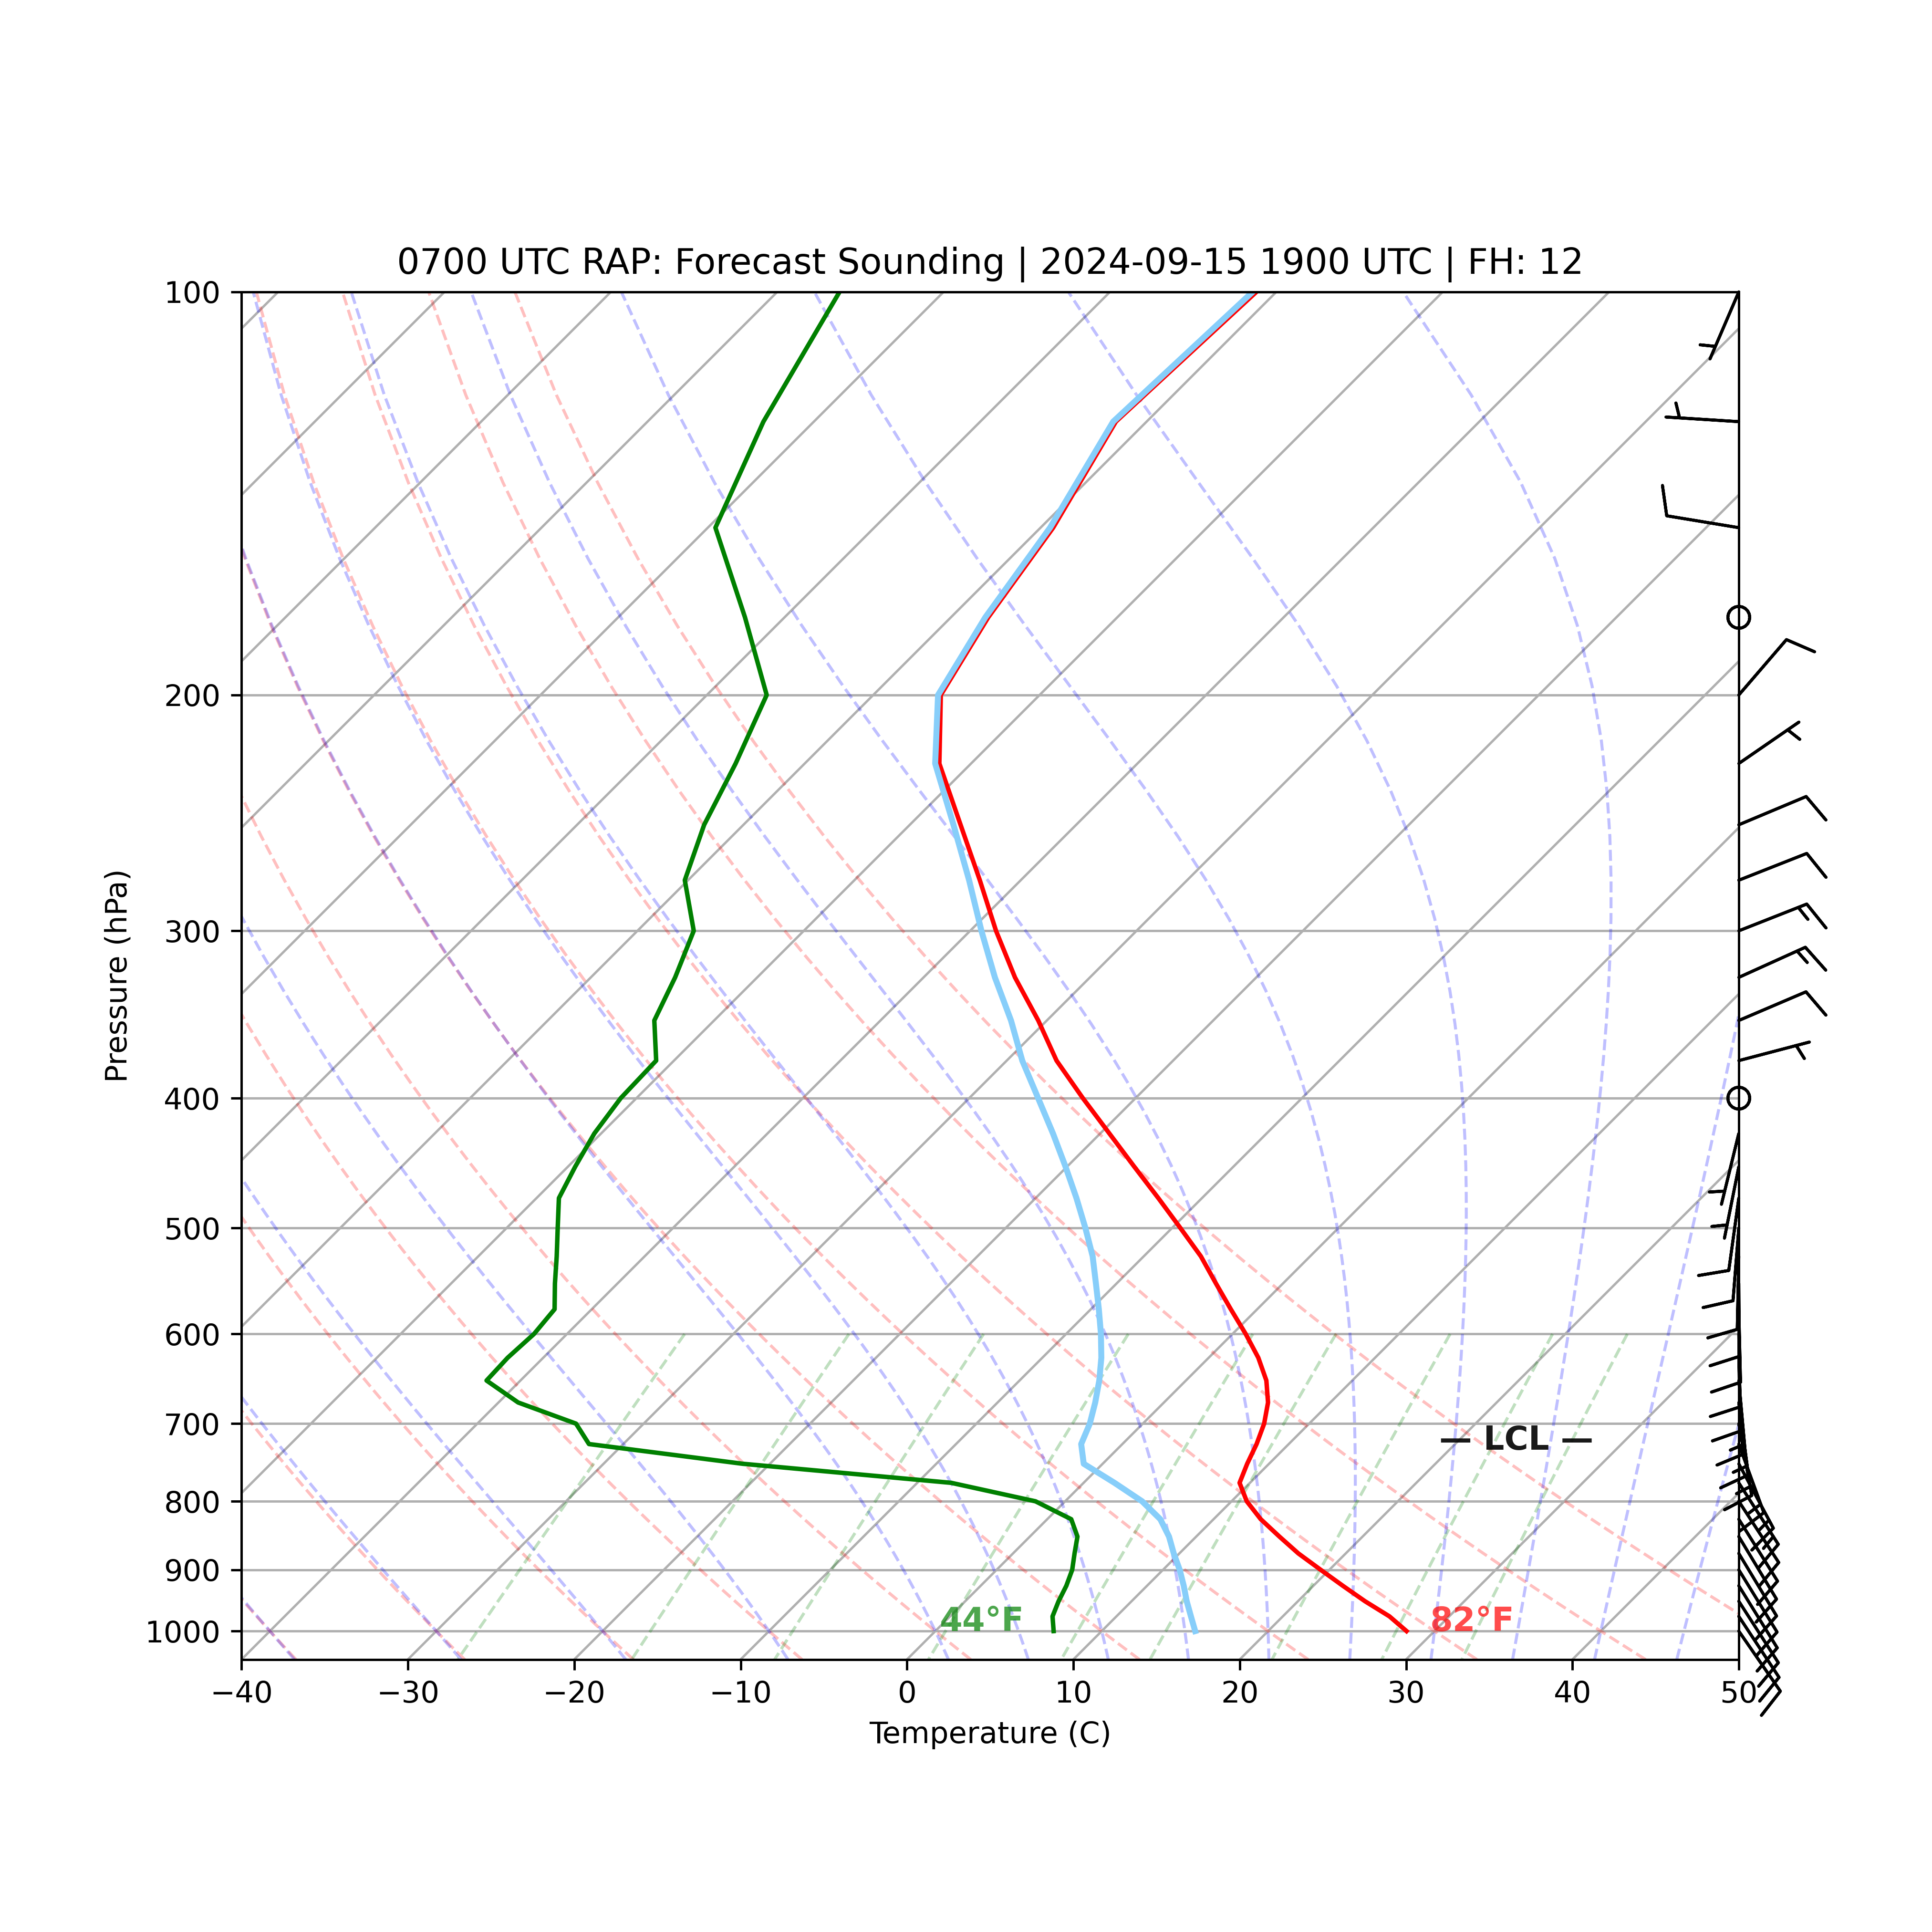 0700 UTC RAP: Forecast Sounding | 2024-09-15 1900 UTC | FH: 12
100
200
300
400
500
600
700
800
900
1000
Pressure (hPa)
— LCL —
44°F
82°F
−40 −30 −20 −10 0 10 20 30 40 50
Temperature (C)